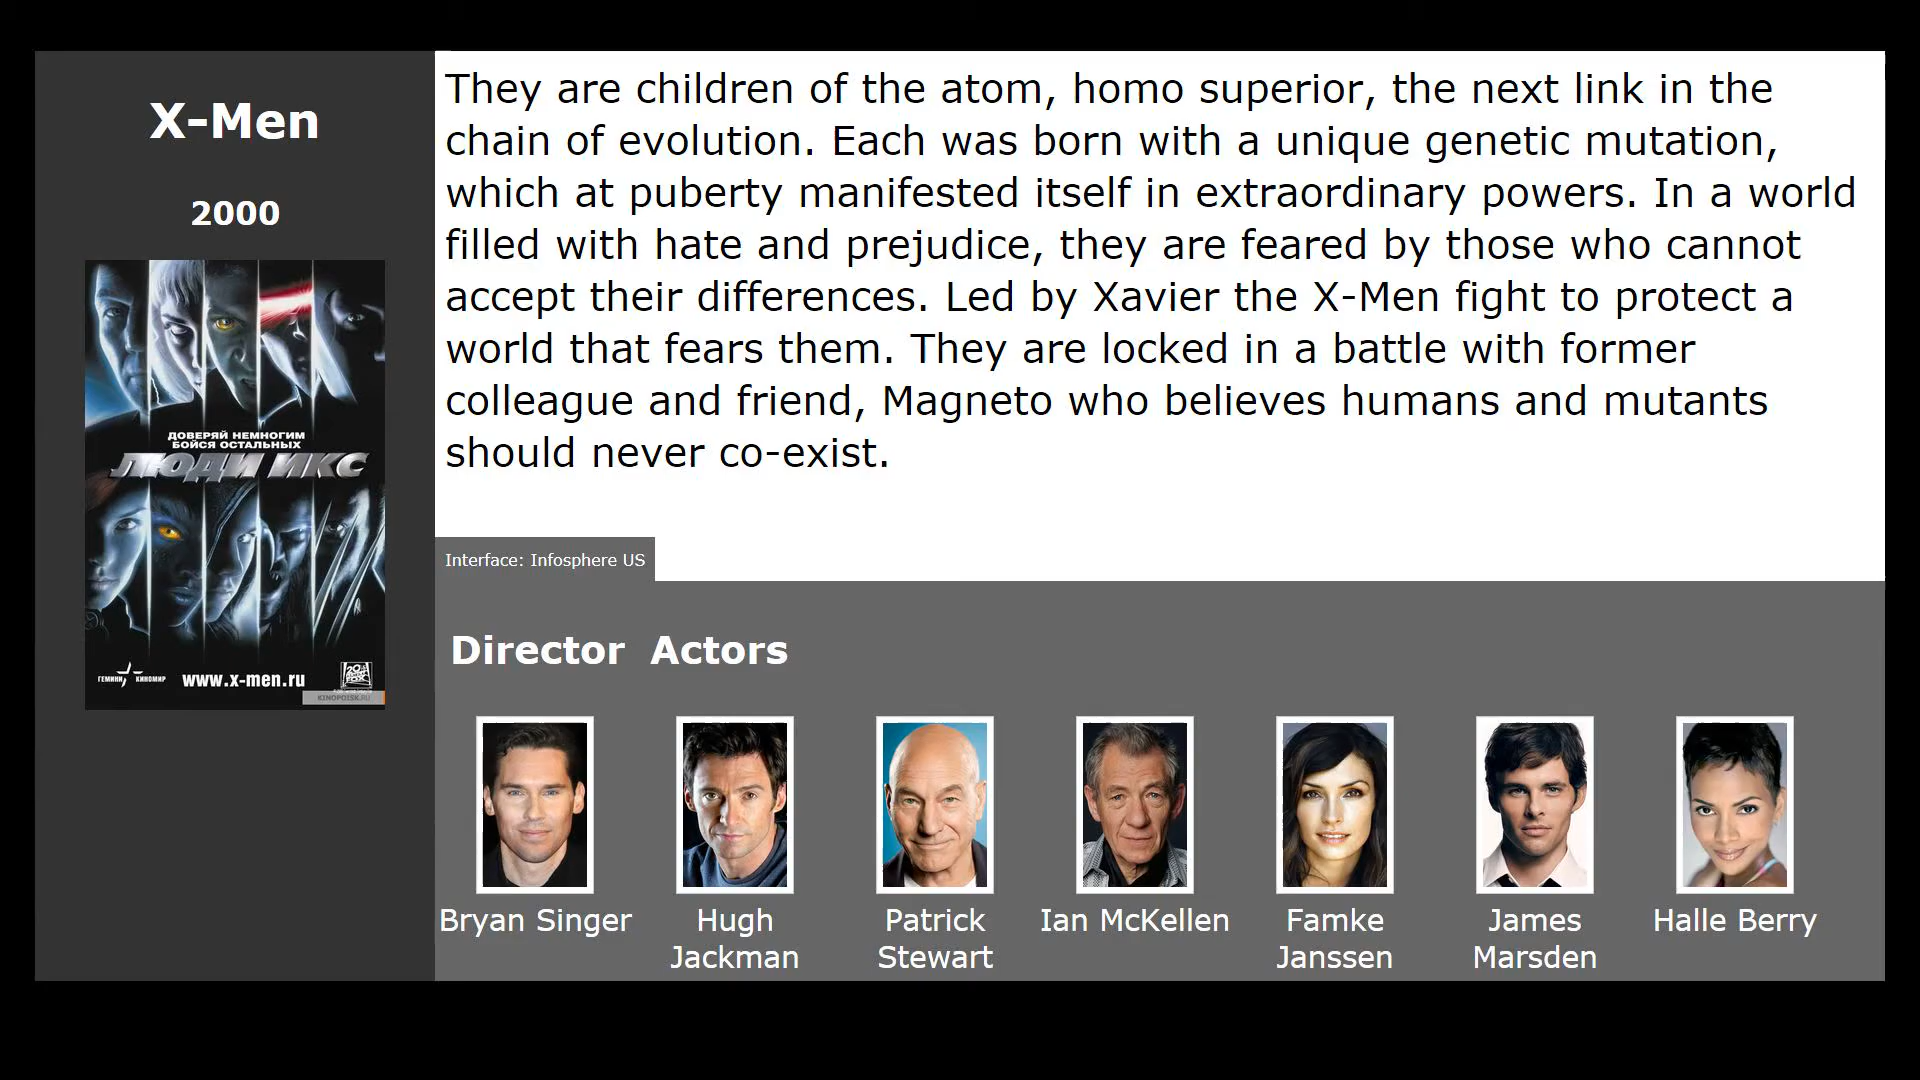 X-Men
2000
ДОВЕРЯЙ НЕМНОГИМ
БОЙСЯ ОСТАЛЬНЫХ
ЛЮДИ ИКС
ГЕМИНИ КИНОМИР
www.x-men.ru
KINOPOISK.RU
They are children of the atom, homo superior, the next link in the
chain of evolution. Each was born with a unique genetic mutation,
which at puberty manifested itself in extraordinary powers. In a world
filled with hate and prejudice, they are feared by those who cannot
accept their differences. Led by Xavier the X-Men fight to protect a
world that fears them. They are locked in a battle with former
colleague and friend, Magneto who believes humans and mutants
should never co-exist.
Interface: Infosphere US
Director Actors
Bryan Singer
Hugh
Jackman
Patrick
Stewart
Ian McKellen
Famke
Janssen
James
Marsden
Halle Berry